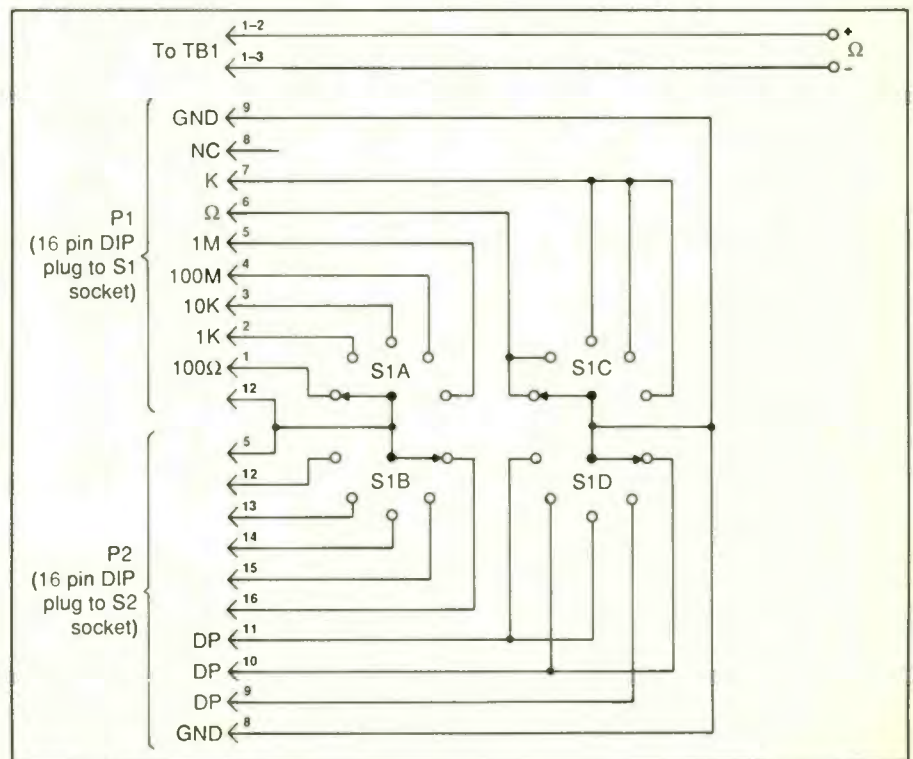 1-2
To TB1
1-3
+
Ω
-
GND 9
NC 8
K 7
Ω 6
1M 5
100M 4
10K 3
1K 2
100Ω 1
12
P1
(16 pin DIP
plug to S1
socket)
S1A
S1C
5
12
13
14
15
16
DP 11
DP 10
DP 9
GND 8
P2
(16 pin DIP
plug to S2
socket)
S1B
S1D